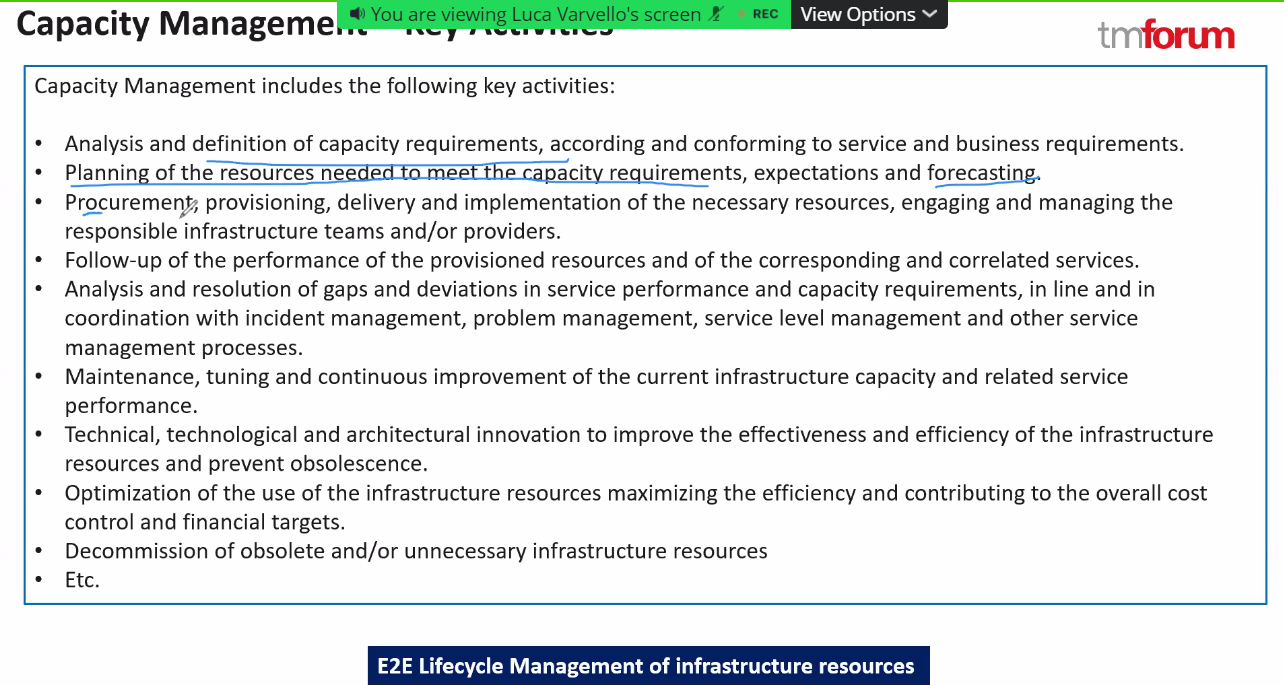 You are viewing Luca Varvello's screen REC View Options
Capacity Management Key Activities
tmforum
Capacity Management includes the following key activities:
• Analysis and definition of capacity requirements, according and conforming to service and business requirements.
• Planning of the resources needed to meet the capacity requirements, expectations and forecasting.
• Procurement, provisioning, delivery and implementation of the necessary resources, engaging and managing the
responsible infrastructure teams and/or providers.
• Follow-up of the performance of the provisioned resources and of the corresponding and correlated services.
• Analysis and resolution of gaps and deviations in service performance and capacity requirements, in line and in
coordination with incident management, problem management, service level management and other service
management processes.
• Maintenance, tuning and continuous improvement of the current infrastructure capacity and related service
performance.
• Technical, technological and architectural innovation to improve the effectiveness and efficiency of the infrastructure
resources and prevent obsolescence.
• Optimization of the use of the infrastructure resources maximizing the efficiency and contributing to the overall cost
control and financial targets.
• Decommission of obsolete and/or unnecessary infrastructure resources
• Etc.
E2E Lifecycle Management of infrastructure resources